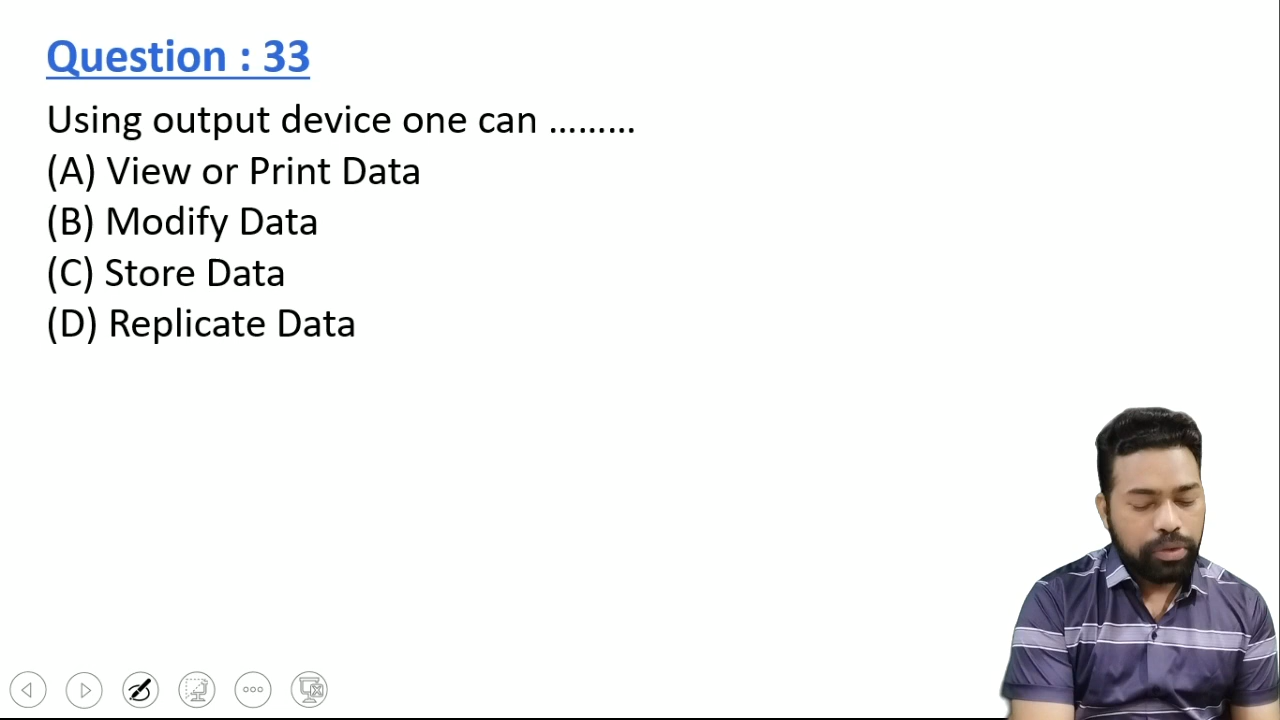 Question : 33
Using output device one can .........
(A) View or Print Data
(B) Modify Data
(C) Store Data
(D) Replicate Data